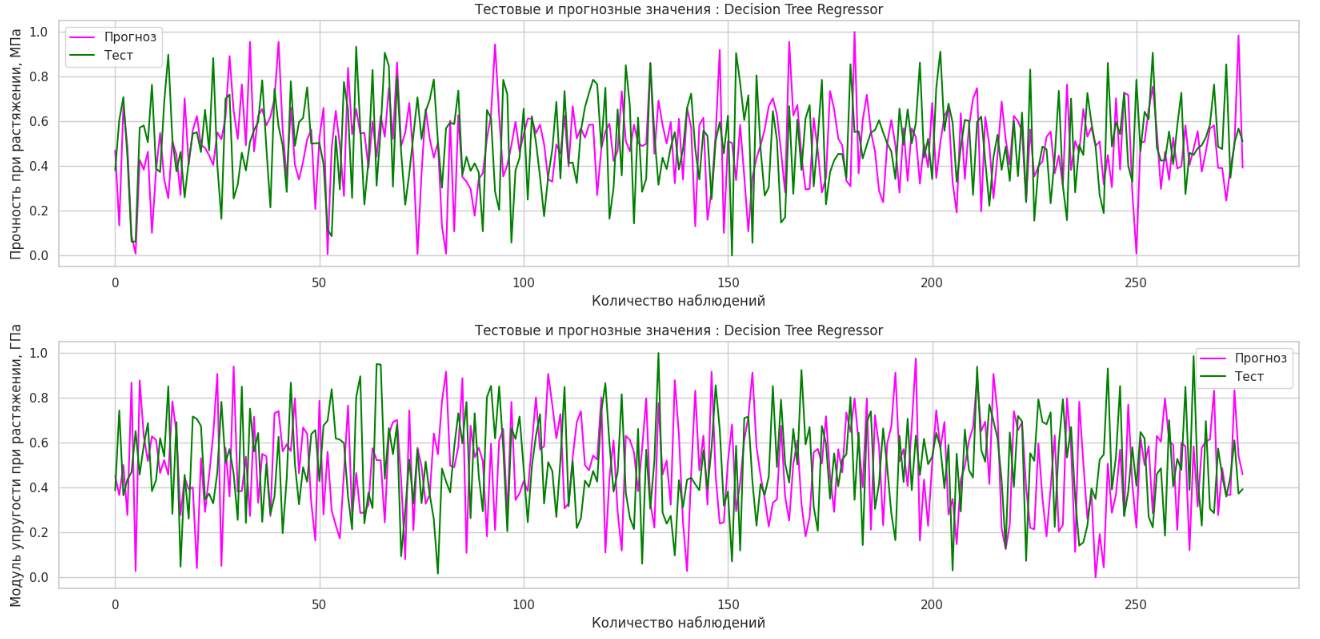 Тестовые и прогнозные значения : Decision Tree Regressor
Прочность при растяжении, МПа
1.0
0.8
0.6
0.4
0.2
0.0
Прогноз
Тест
0 50 100 150 200 250
Количество наблюдений
Тестовые и прогнозные значения : Decision Tree Regressor
Модуль упругости при растяжении, ГПа
1.0
0.8
0.6
0.4
0.2
0.0
Прогноз
Тест
0 50 100 150 200 250
Количество наблюдений